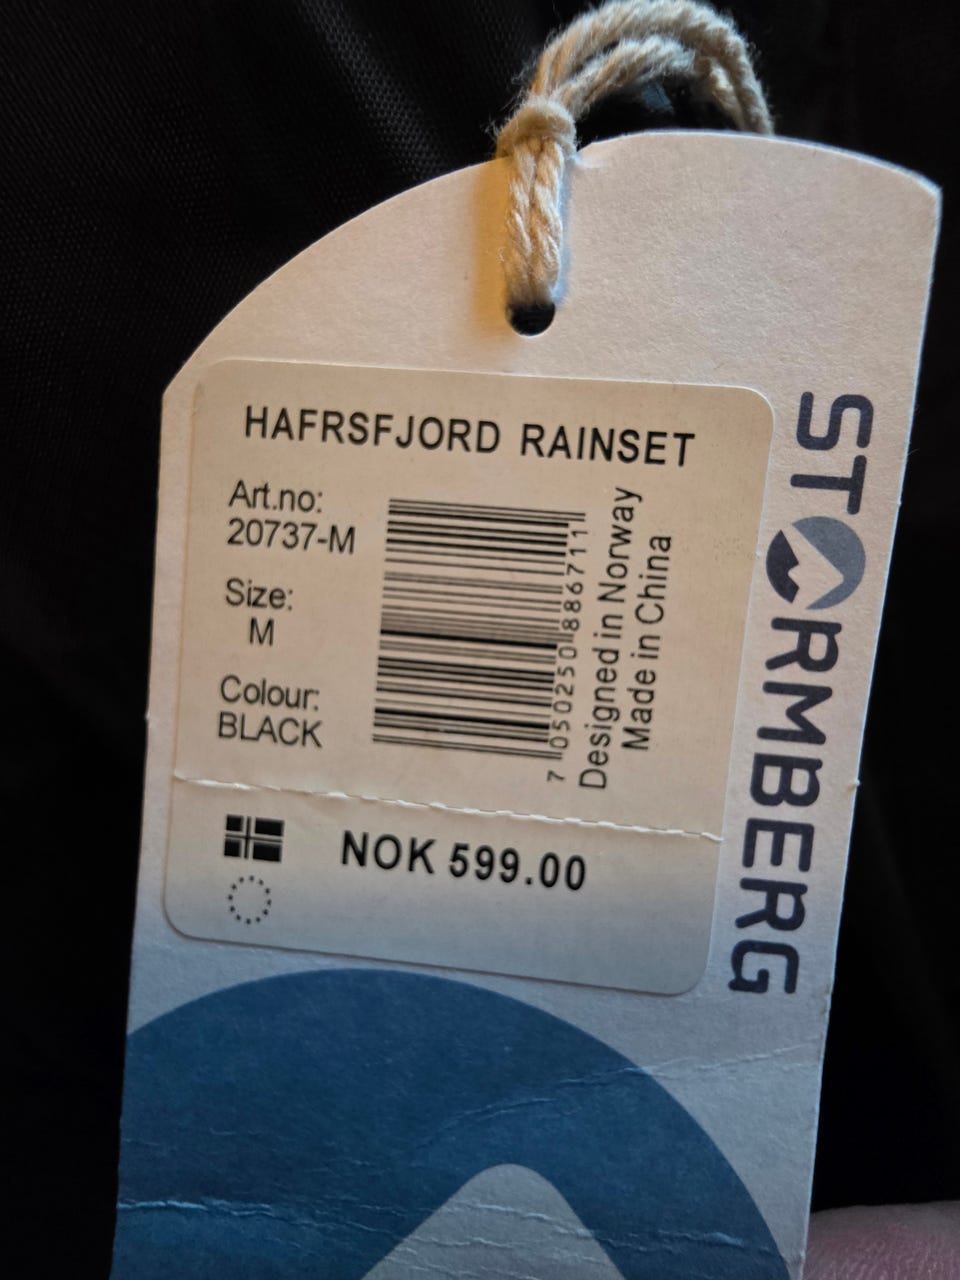 HAFRSFJORD RAINSET
Art.no:
20737-M
Size:
M
Colour:
BLACK
7 050250 886711
Designed in Norway
Made in China
NOK 599.00
STORMBERG